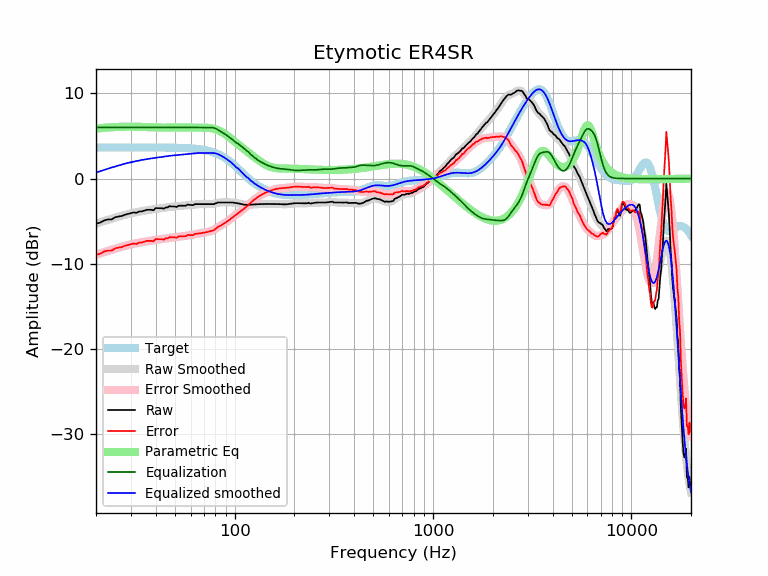 Etymotic ER4SR
10
0
−10
−20
−30
Amplitude (dBr)
Target
Raw Smoothed
Error Smoothed
Raw
Error
Parametric Eq
Equalization
Equalized smoothed
100
1000
10000
Frequency (Hz)